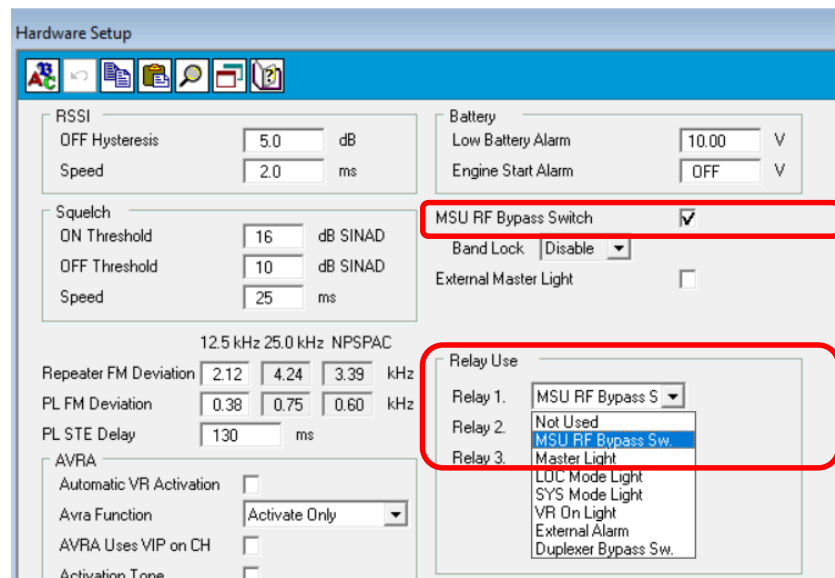 Hardware Setup
RSSI
OFF Hysteresis 5.0 dB
Speed 2.0 ms
Squelch
ON Threshold 16 dB SINAD
OFF Threshold 10 dB SINAD
Speed 25 ms
12.5 kHz 25.0 kHz NPSPAC
Repeater FM Deviation 2.12 4.24 3.39 kHz
PL FM Deviation 0.38 0.75 0.60 kHz
PL STE Delay 130 ms
AVRA
Automatic VR Activation
Avra Function Activate Only
AVRA Uses VIP on CH
Activation Tone
Battery
Low Battery Alarm 10.00 V
Engine Start Alarm OFF V
MSU RF Bypass Switch
Band Lock Disable
External Master Light
Relay Use
Relay 1. MSU RF Bypass S
Relay 2.
Relay 3.
Not Used
MSU RF Bypass Sw.
Master Light
LOC Mode Light
SYS Mode Light
VR On Light
External Alarm
Duplexer Bypass Sw.